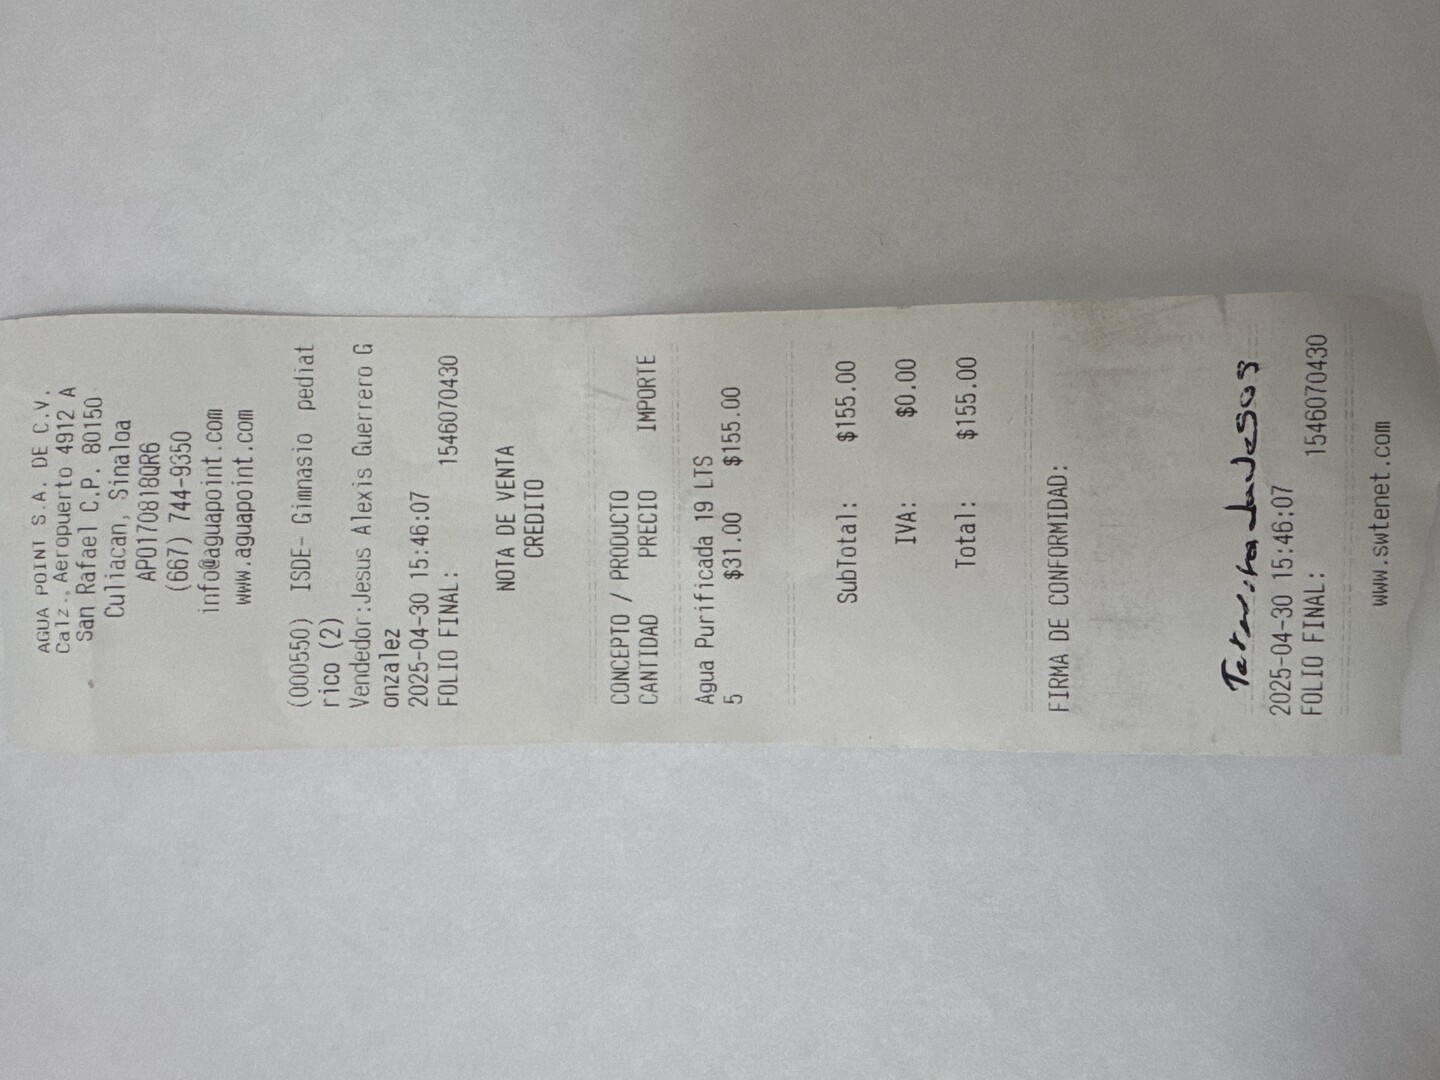 AGUA POINT S.A. DE C.V.
Calz., Aeropuerto 4912 A
San Rafael C.P. 80150
Culiacan, Sinaloa
APO170818QR6
(667) 744-9350
info@aguapoint.com
www.aguapoint.com
(000550) ISDE- Gimnasio pediat
rico (2)
Vendedor:Jesus Alexis Guerrero G
onzalez
2025-04-30 15:46:07
FOLIO FINAL: 1546070430
NOTA DE VENTA
CREDITO
CONCEPTO / PRODUCTO
CANTIDAD PRECIO IMPORTE
Agua Purificada 19 LTS
5 $31.00 $155.00
SubTotal: $155.00
IVA: $0.00
Total: $155.00
FIRMA DE CONFORMIDAD:
2025-04-30 15:46:07
FOLIO FINAL: 1546070430
www.swtenet.com